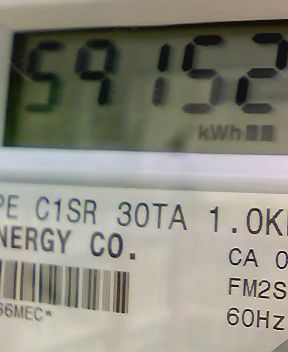 59152
kWh
PE C1SR 30TA 1.0K
NERGY CO.
CA 0
FM2S
66MEC*
60Hz